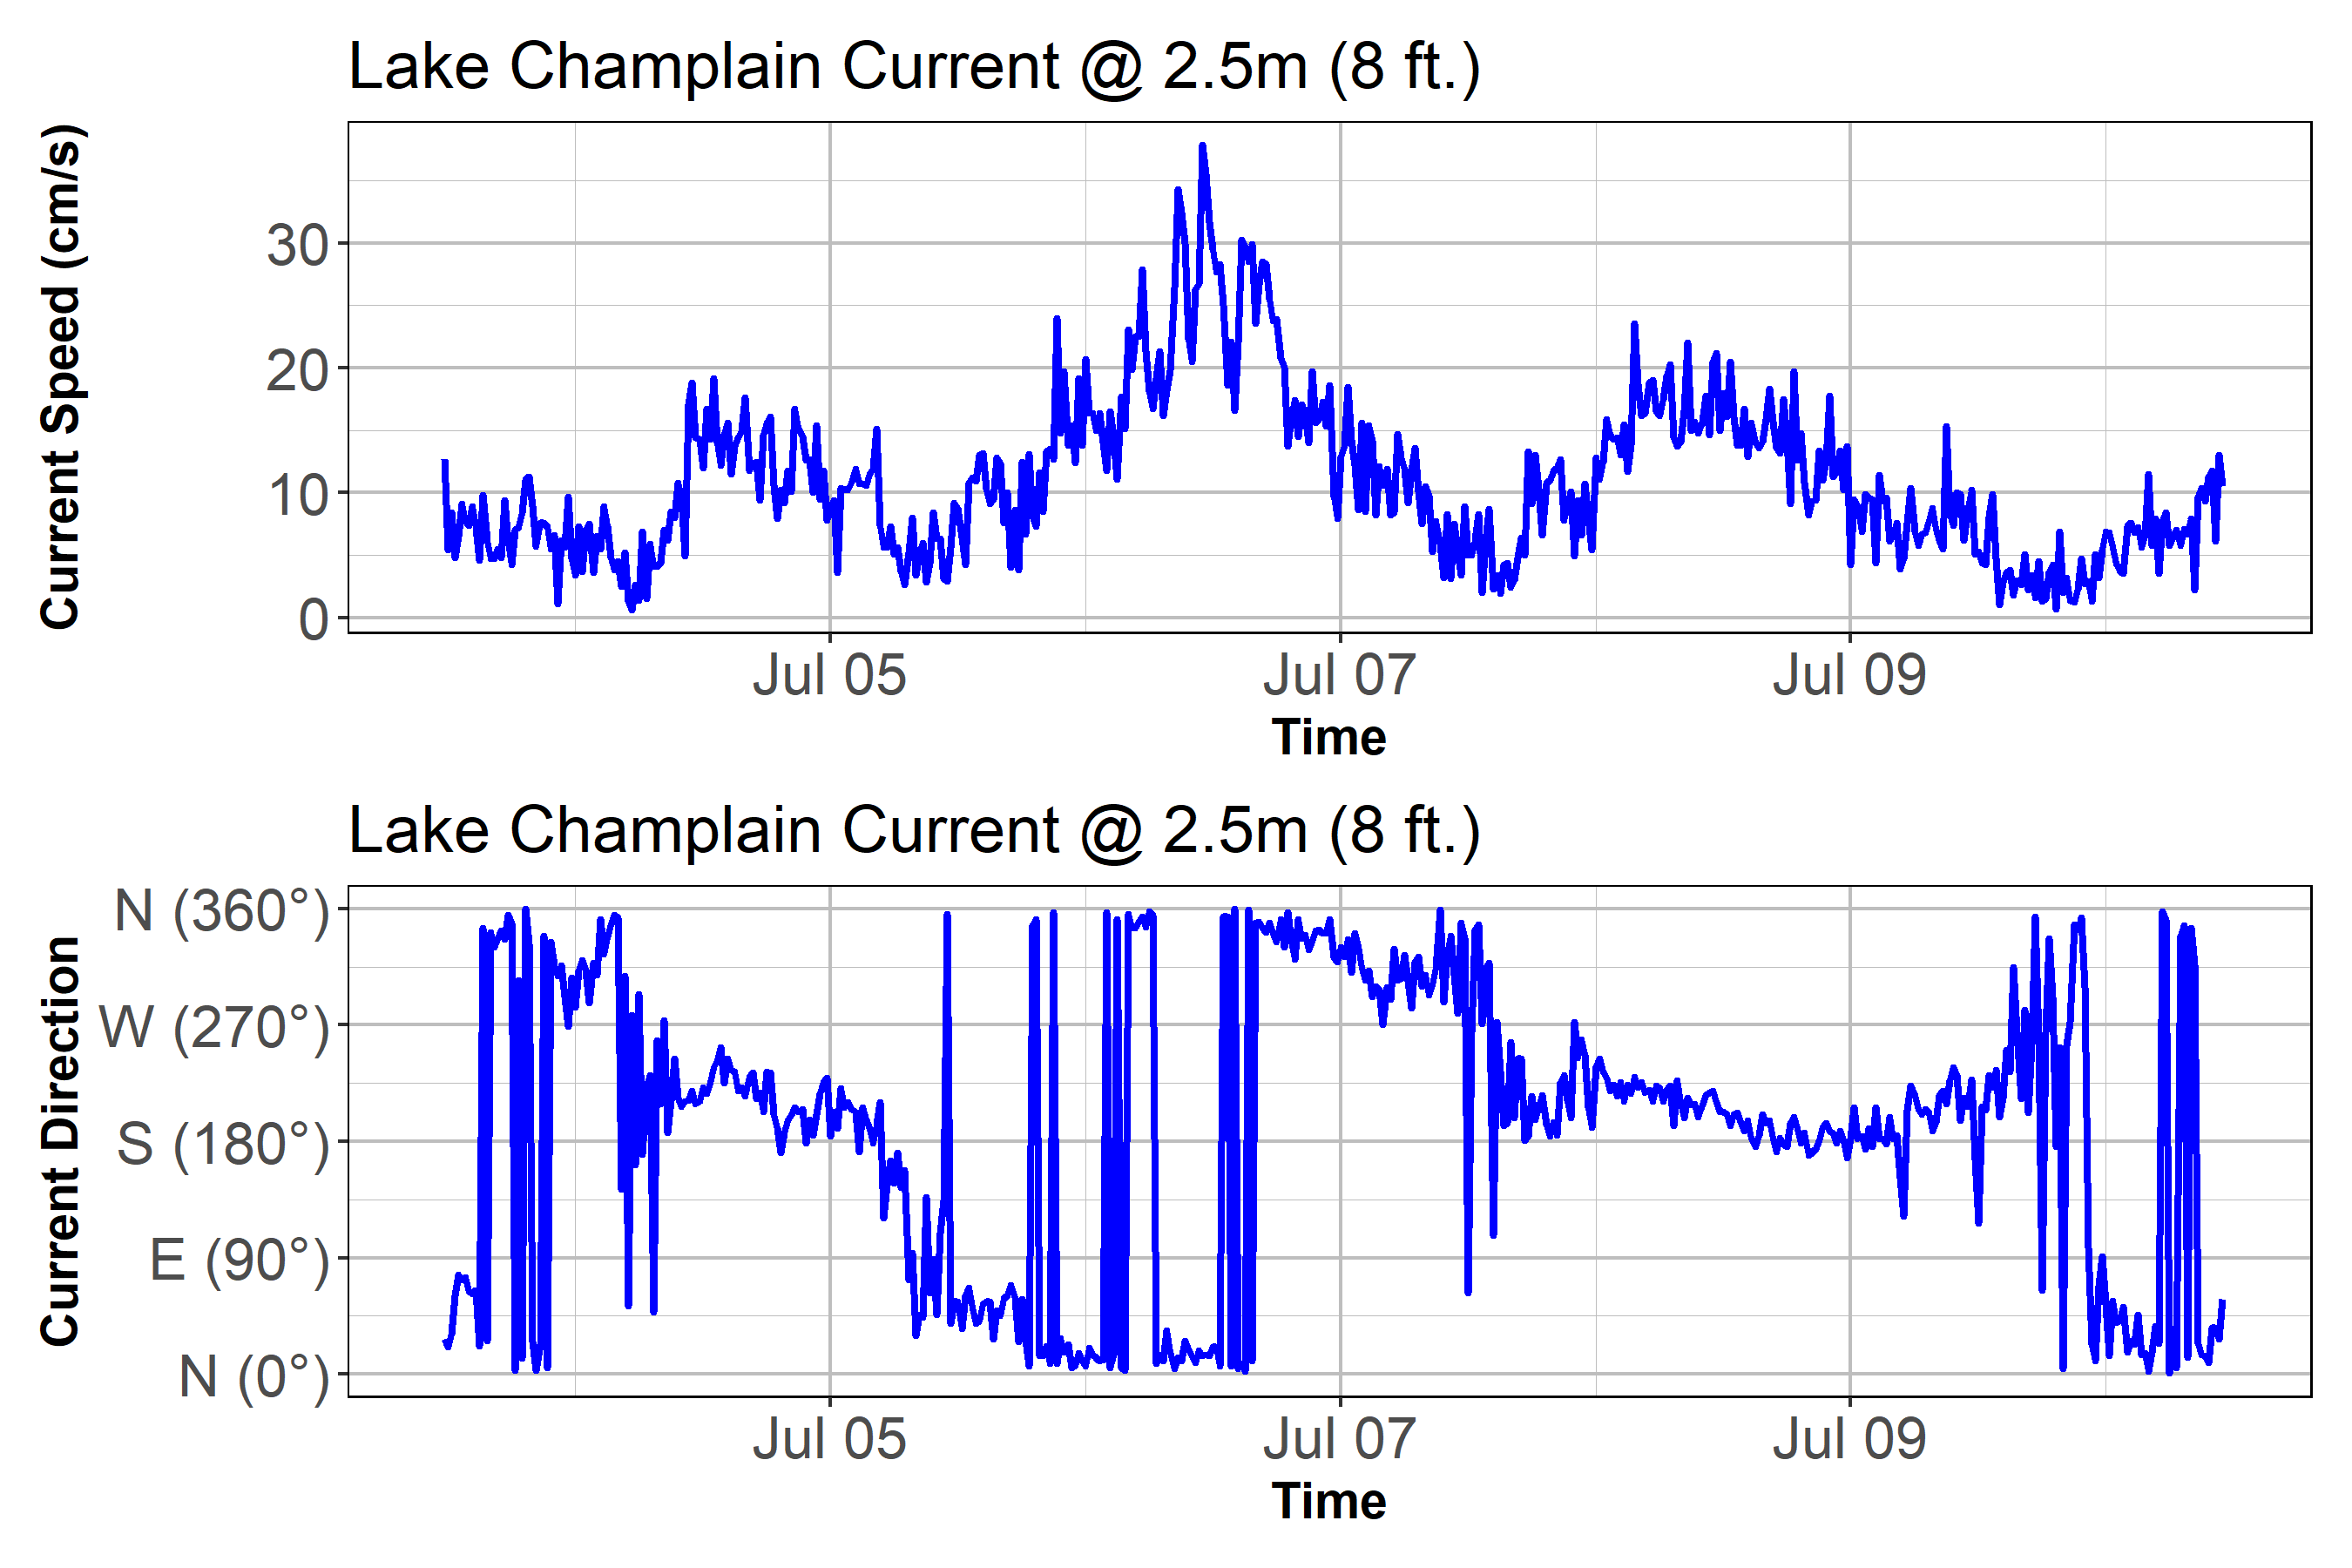 Lake Champlain Current @ 2.5m (8 ft.)
Current Speed (cm/s)
30
20
10
0
Jul 05 Jul 07 Jul 09
Time
Lake Champlain Current @ 2.5m (8 ft.)
Current Direction
N (360°)
W (270°)
S (180°)
E (90°)
N (0°)
Jul 05 Jul 07 Jul 09
Time